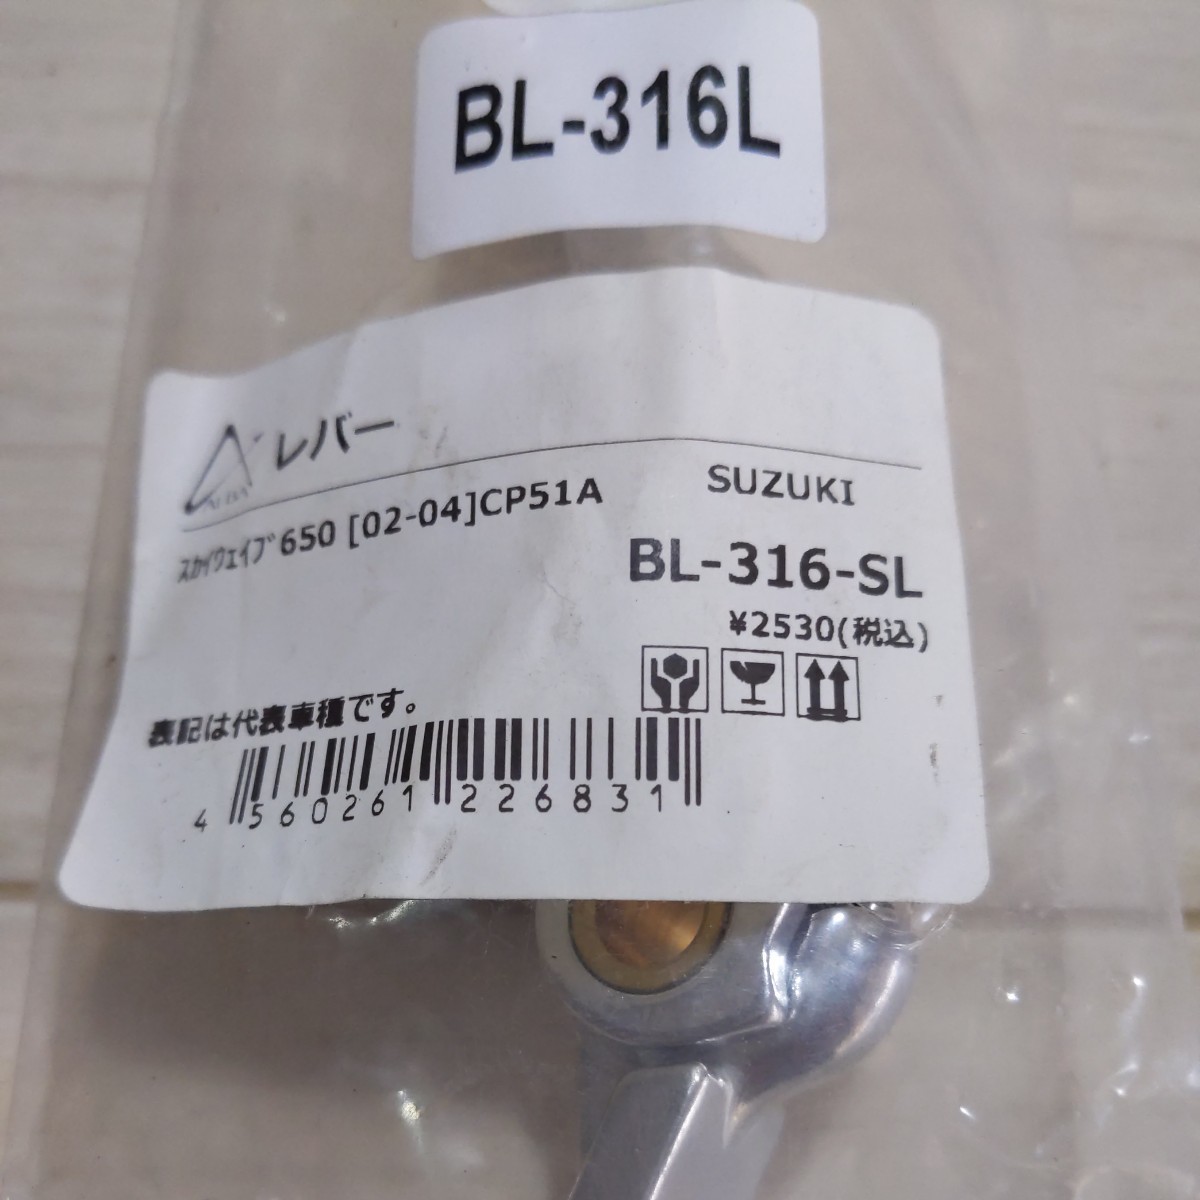 BL-316L
レバー
スカイウェイブ650 [02-04]CP51A
SUZUKI
BL-316-SL
¥2530(税込)
表記は代表車種です。
4 560261 226831